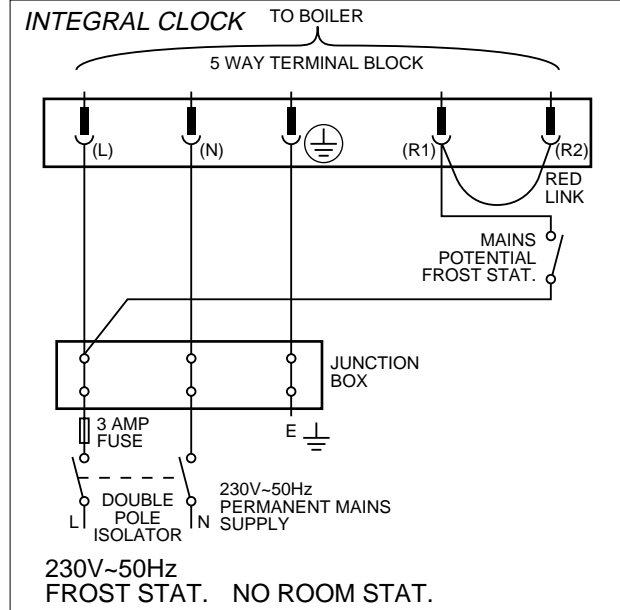 INTEGRAL CLOCK
TO BOILER
5 WAY TERMINAL BLOCK
(L)
(N)
(R1)
(R2)
RED
LINK
MAINS
POTENTIAL
FROST STAT.
JUNCTION
BOX
3 AMP
FUSE
E
DOUBLE
POLE
ISOLATOR
L
N
230V~50Hz
PERMANENT MAINS
SUPPLY
230V~50Hz
FROST STAT. NO ROOM STAT.